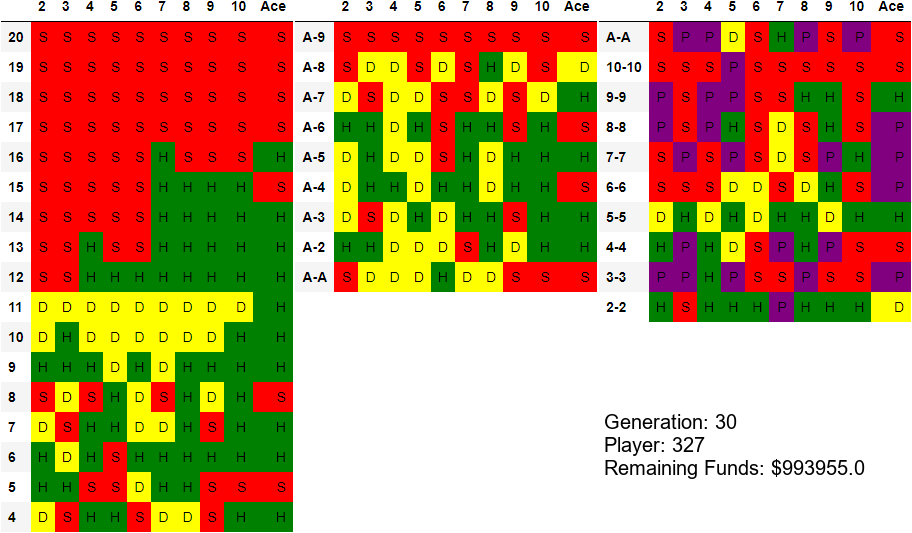 2 3 4 5 6 7 8 9 10 Ace
20 S S S S S S S S S S
19 S S S S S S S S S S
18 S S S S S S S S S S
17 S S S S S S S S S S
16 S S S S S H S S S H
15 S S S S S H H H H S
14 S S S S S H H H H H
13 S S H S S H H H H H
12 S S H H H H H H H H
11 D D D D D D D D D H
10 D H D D D D D D H H
9 H H H D H D H H H H
8 S D S H D S H D H S
7 D S H H D D H S H H
6 H D H S H H H H H H
5 H H S S D H H S S S
4 D S H H S D D S H H
2 3 4 5 6 7 8 9 10 Ace
A-9 S S S S S S S S S S
A-8 S D D S D S H D S D
A-7 D S D D S S D S D H
A-6 H H D H S H H S H S
A-5 D H D D S H D H H H
A-4 D H H D H H D H H S
A-3 D S D H D H H S H H
A-2 H H D D D S H D H H
A-A S D D D H D D S S S
2 3 4 5 6 7 8 9 10 Ace
A-A S P P D S H P S P S
10-10 S S S P S S S S S S
9-9 P S P P S S H H S H
8-8 P S P H S D S H S P
7-7 S P S P S D S P H P
6-6 S S S D D S D H S P
5-5 D H D H D H H D H H
4-4 H P H D S P H P S S
3-3 P P H P S S P S S P
2-2 H S H H H P H H H D
Generation: 30
Player: 327
Remaining Funds: $993955.0